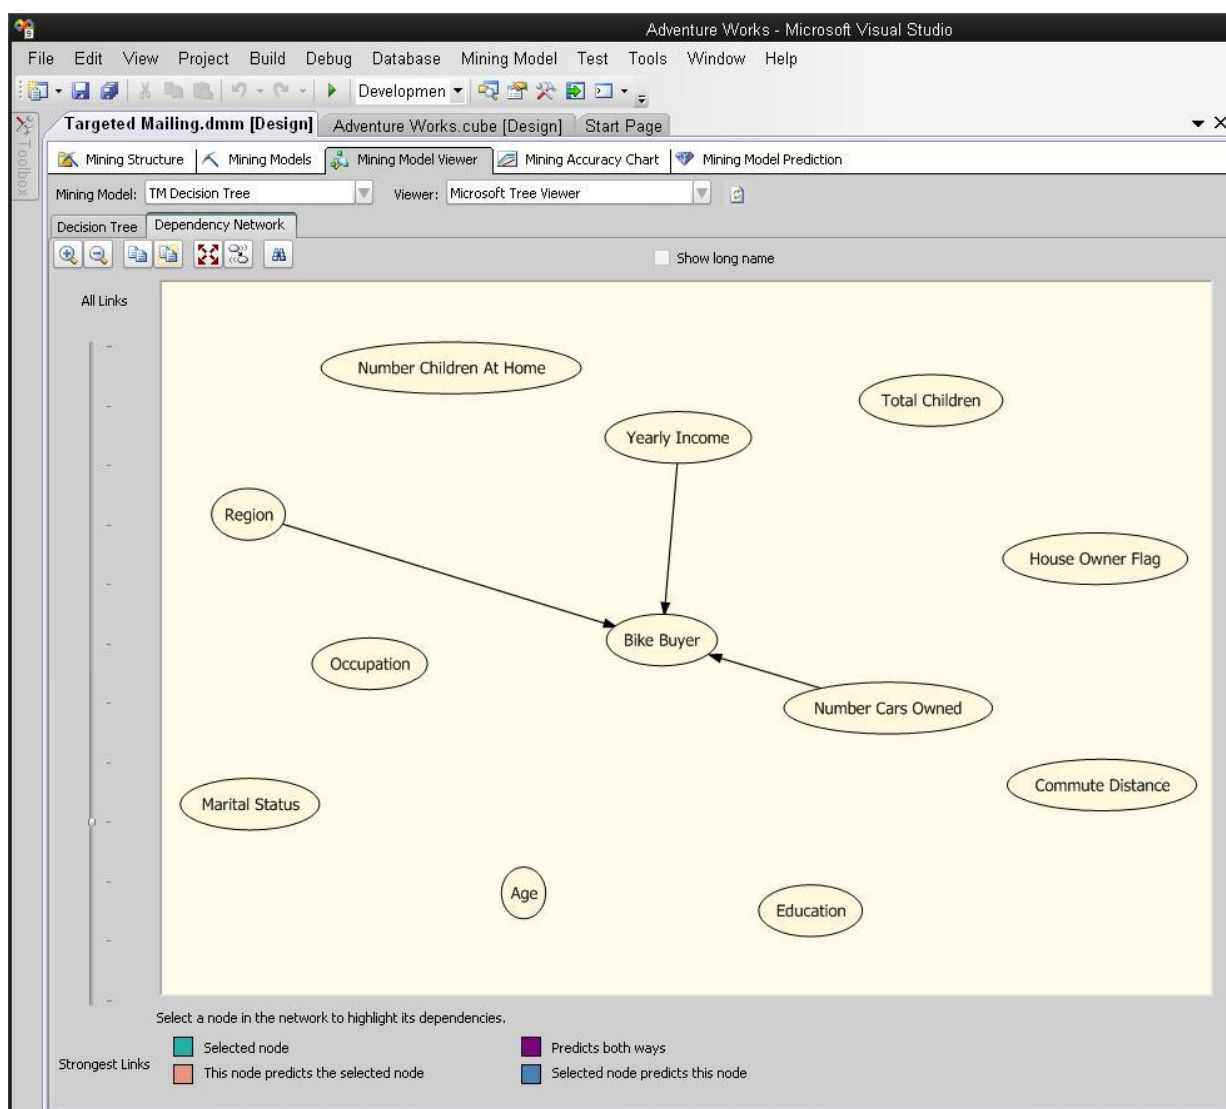 Adventure Works - Microsoft Visual Studio
File Edit View Project Build Debug Database Mining Model Test Tools Window Help
Developmen
Toolbox
Targeted Mailing.dmm [Design] Adventure Works.cube [Design] Start Page
Mining Structure Mining Models Mining Model Viewer Mining Accuracy Chart Mining Model Prediction
Mining Model: TM Decision Tree Viewer: Microsoft Tree Viewer
Decision Tree Dependency Network
Show long name
All Links
Number Children At Home
Total Children
Yearly Income
Region
House Owner Flag
Bike Buyer
Occupation
Number Cars Owned
Commute Distance
Marital Status
Age
Education
Select a node in the network to highlight its dependencies.
Selected node Predicts both ways
Strongest Links
This node predicts the selected node Selected node predicts this node